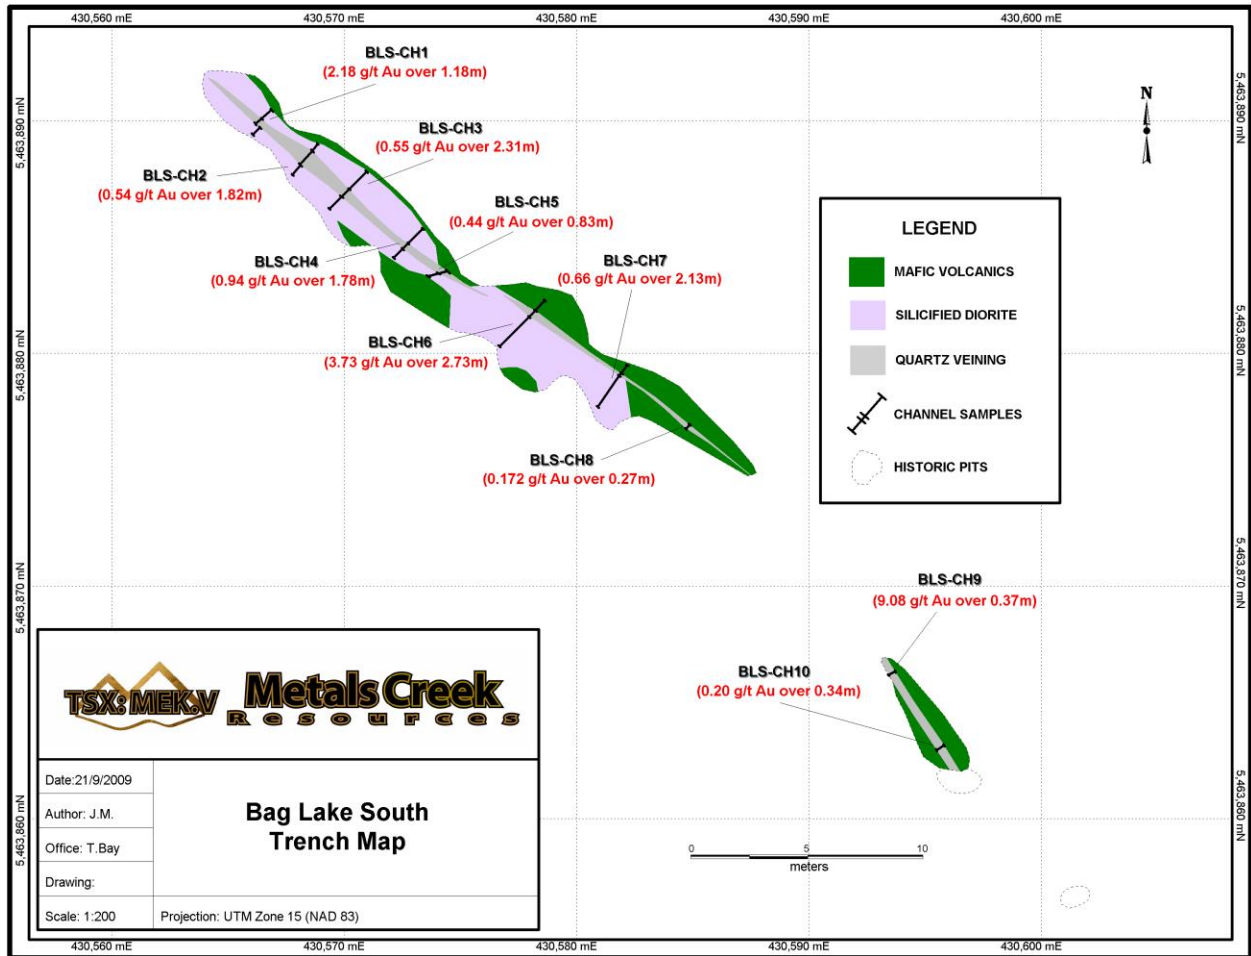 430,560 mE
430,570 mE
430,580 mE
430,590 mE
430,600 mE
5,463,890 mN
5,463,890 mN
BLS-CH1
(2.18 g/t Au over 1.18m)
N
BLS-CH3
(0.55 g/t Au over 2.31m)
BLS-CH2
(0.54 g/t Au over 1.82m)
BLS-CH5
(0.44 g/t Au over 0.83m)
BLS-CH4
(0.94 g/t Au over 1.78m)
BLS-CH7
(0.66 g/t Au over 2.13m)
LEGEND
MAFIC VOLCANICS
SILICIFIED DIORITE
QUARTZ VEINING
CHANNEL SAMPLES
HISTORIC PITS
5,463,880 mN
5,463,880 mN
BLS-CH6
(3.73 g/t Au over 2.73m)
BLS-CH8
(0.172 g/t Au over 0.27m)
5,463,870 mN
5,463,870 mN
BLS-CH9
(9.08 g/t Au over 0.37m)
BLS-CH10
(0.20 g/t Au over 0.34m)
TSX: MEK.V
Metals Creek
Resources
5,463,860 mN
5,463,860 mN
Date:21/9/2009
Author: J.M.
Office: T.Bay
Drawing:
Scale: 1:200
Bag Lake South
Trench Map
Projection: UTM Zone 15 (NAD 83)
0 5 10
meters
430,560 mE
430,570 mE
430,580 mE
430,590 mE
430,600 mE